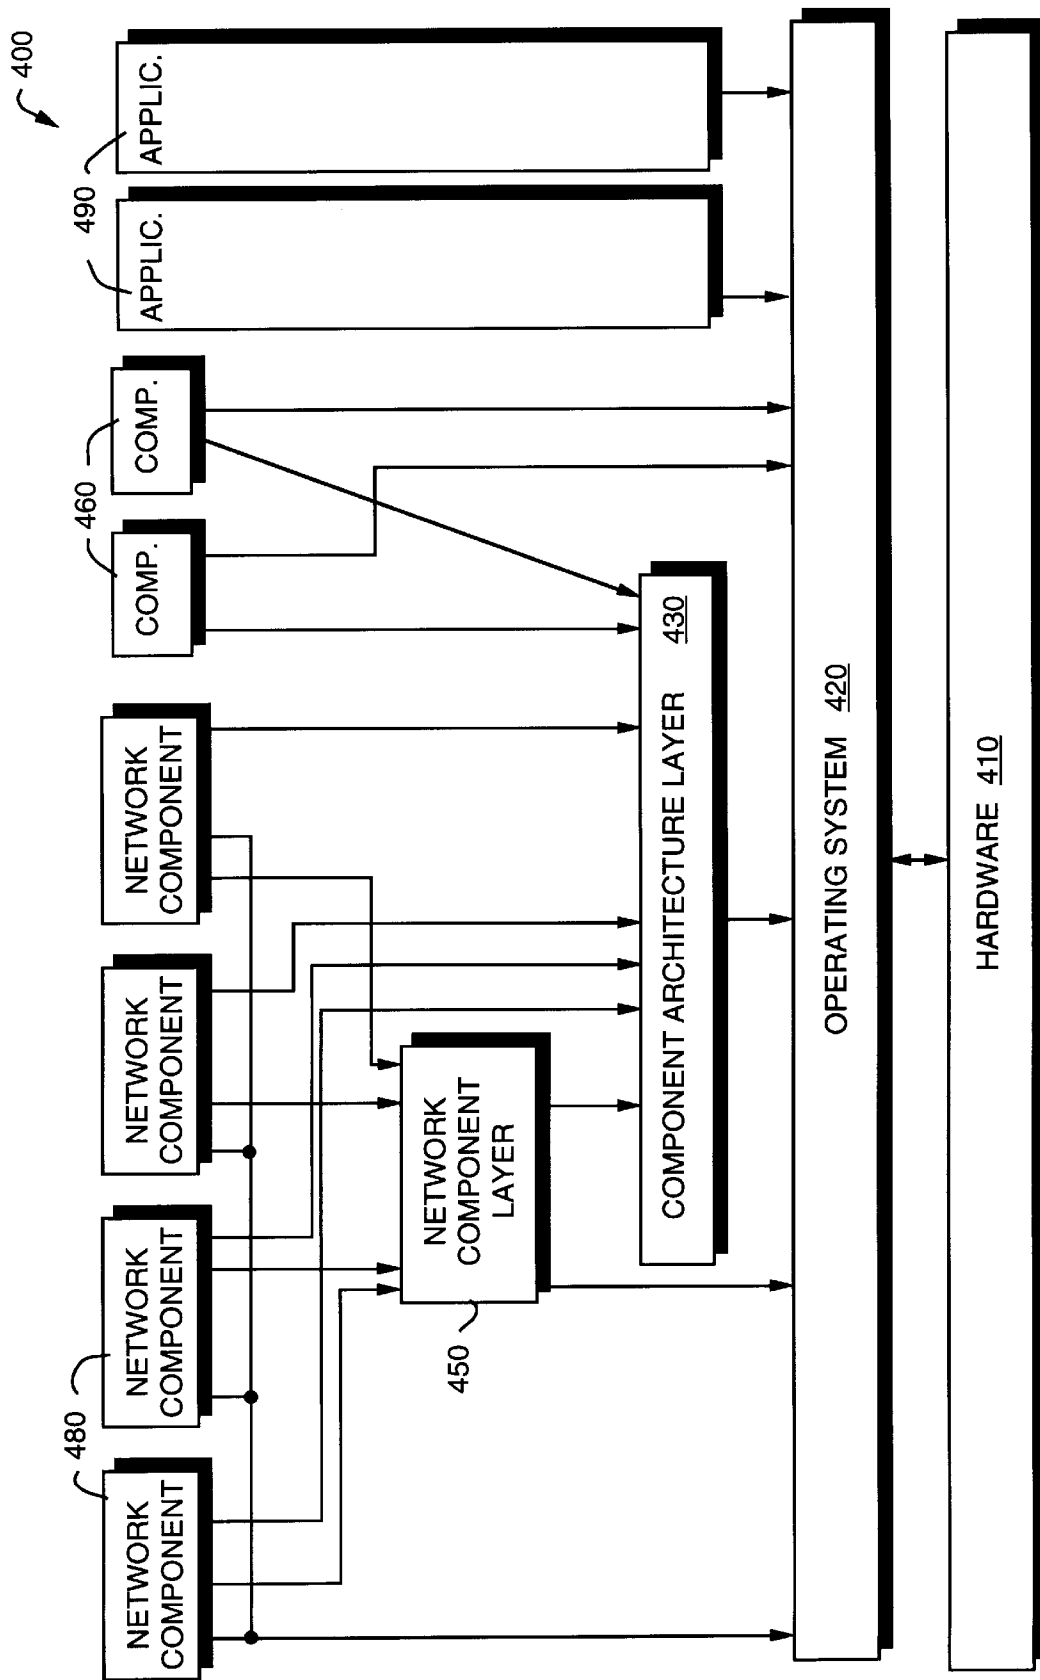 400
490
APPLIC.
APPLIC.
460
COMP.
COMP.
480
NETWORK
COMPONENT
NETWORK
COMPONENT
NETWORK
COMPONENT
NETWORK
COMPONENT
NETWORK
COMPONENT
LAYER
450
COMPONENT ARCHITECTURE LAYER 430
OPERATING SYSTEM 420
HARDWARE 410